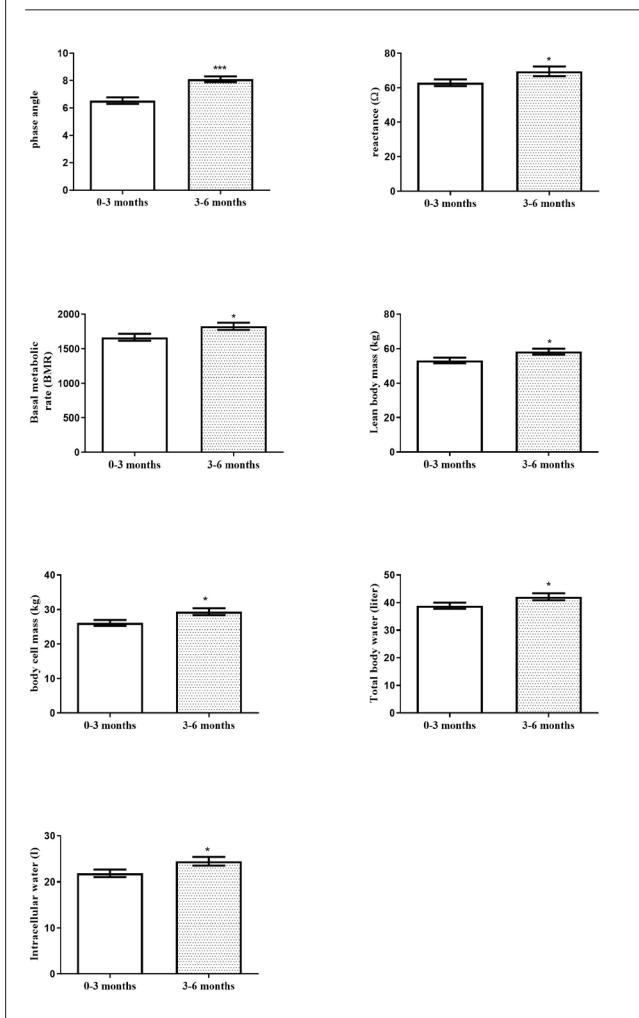 phase angle
10
8
6
4
2
0
***
0-3 months 3-6 months
reactance (Ω)
80
60
40
20
0
*
0-3 months 3-6 months
Basal metabolic
rate (BMR)
2000
1500
1000
500
0
*
0-3 months 3-6 months
Lean body mass (kg)
80
60
40
20
0
*
0-3 months 3-6 months
body cell mass (kg)
40
30
20
10
0
*
0-3 months 3-6 months
Total body water (liter)
50
40
30
20
10
0
*
0-3 months 3-6 months
Intracellular water (l)
30
20
10
0
*
0-3 months 3-6 months